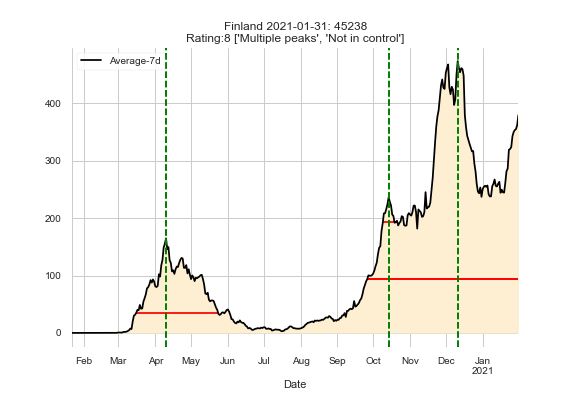 Finland 2021-01-31: 45238
Rating:8 ['Multiple peaks', 'Not in control']
Average-7d
400
300
200
100
0
Feb Mar Apr May Jun Jul Aug Sep Oct Nov Dec Jan
2021
Date